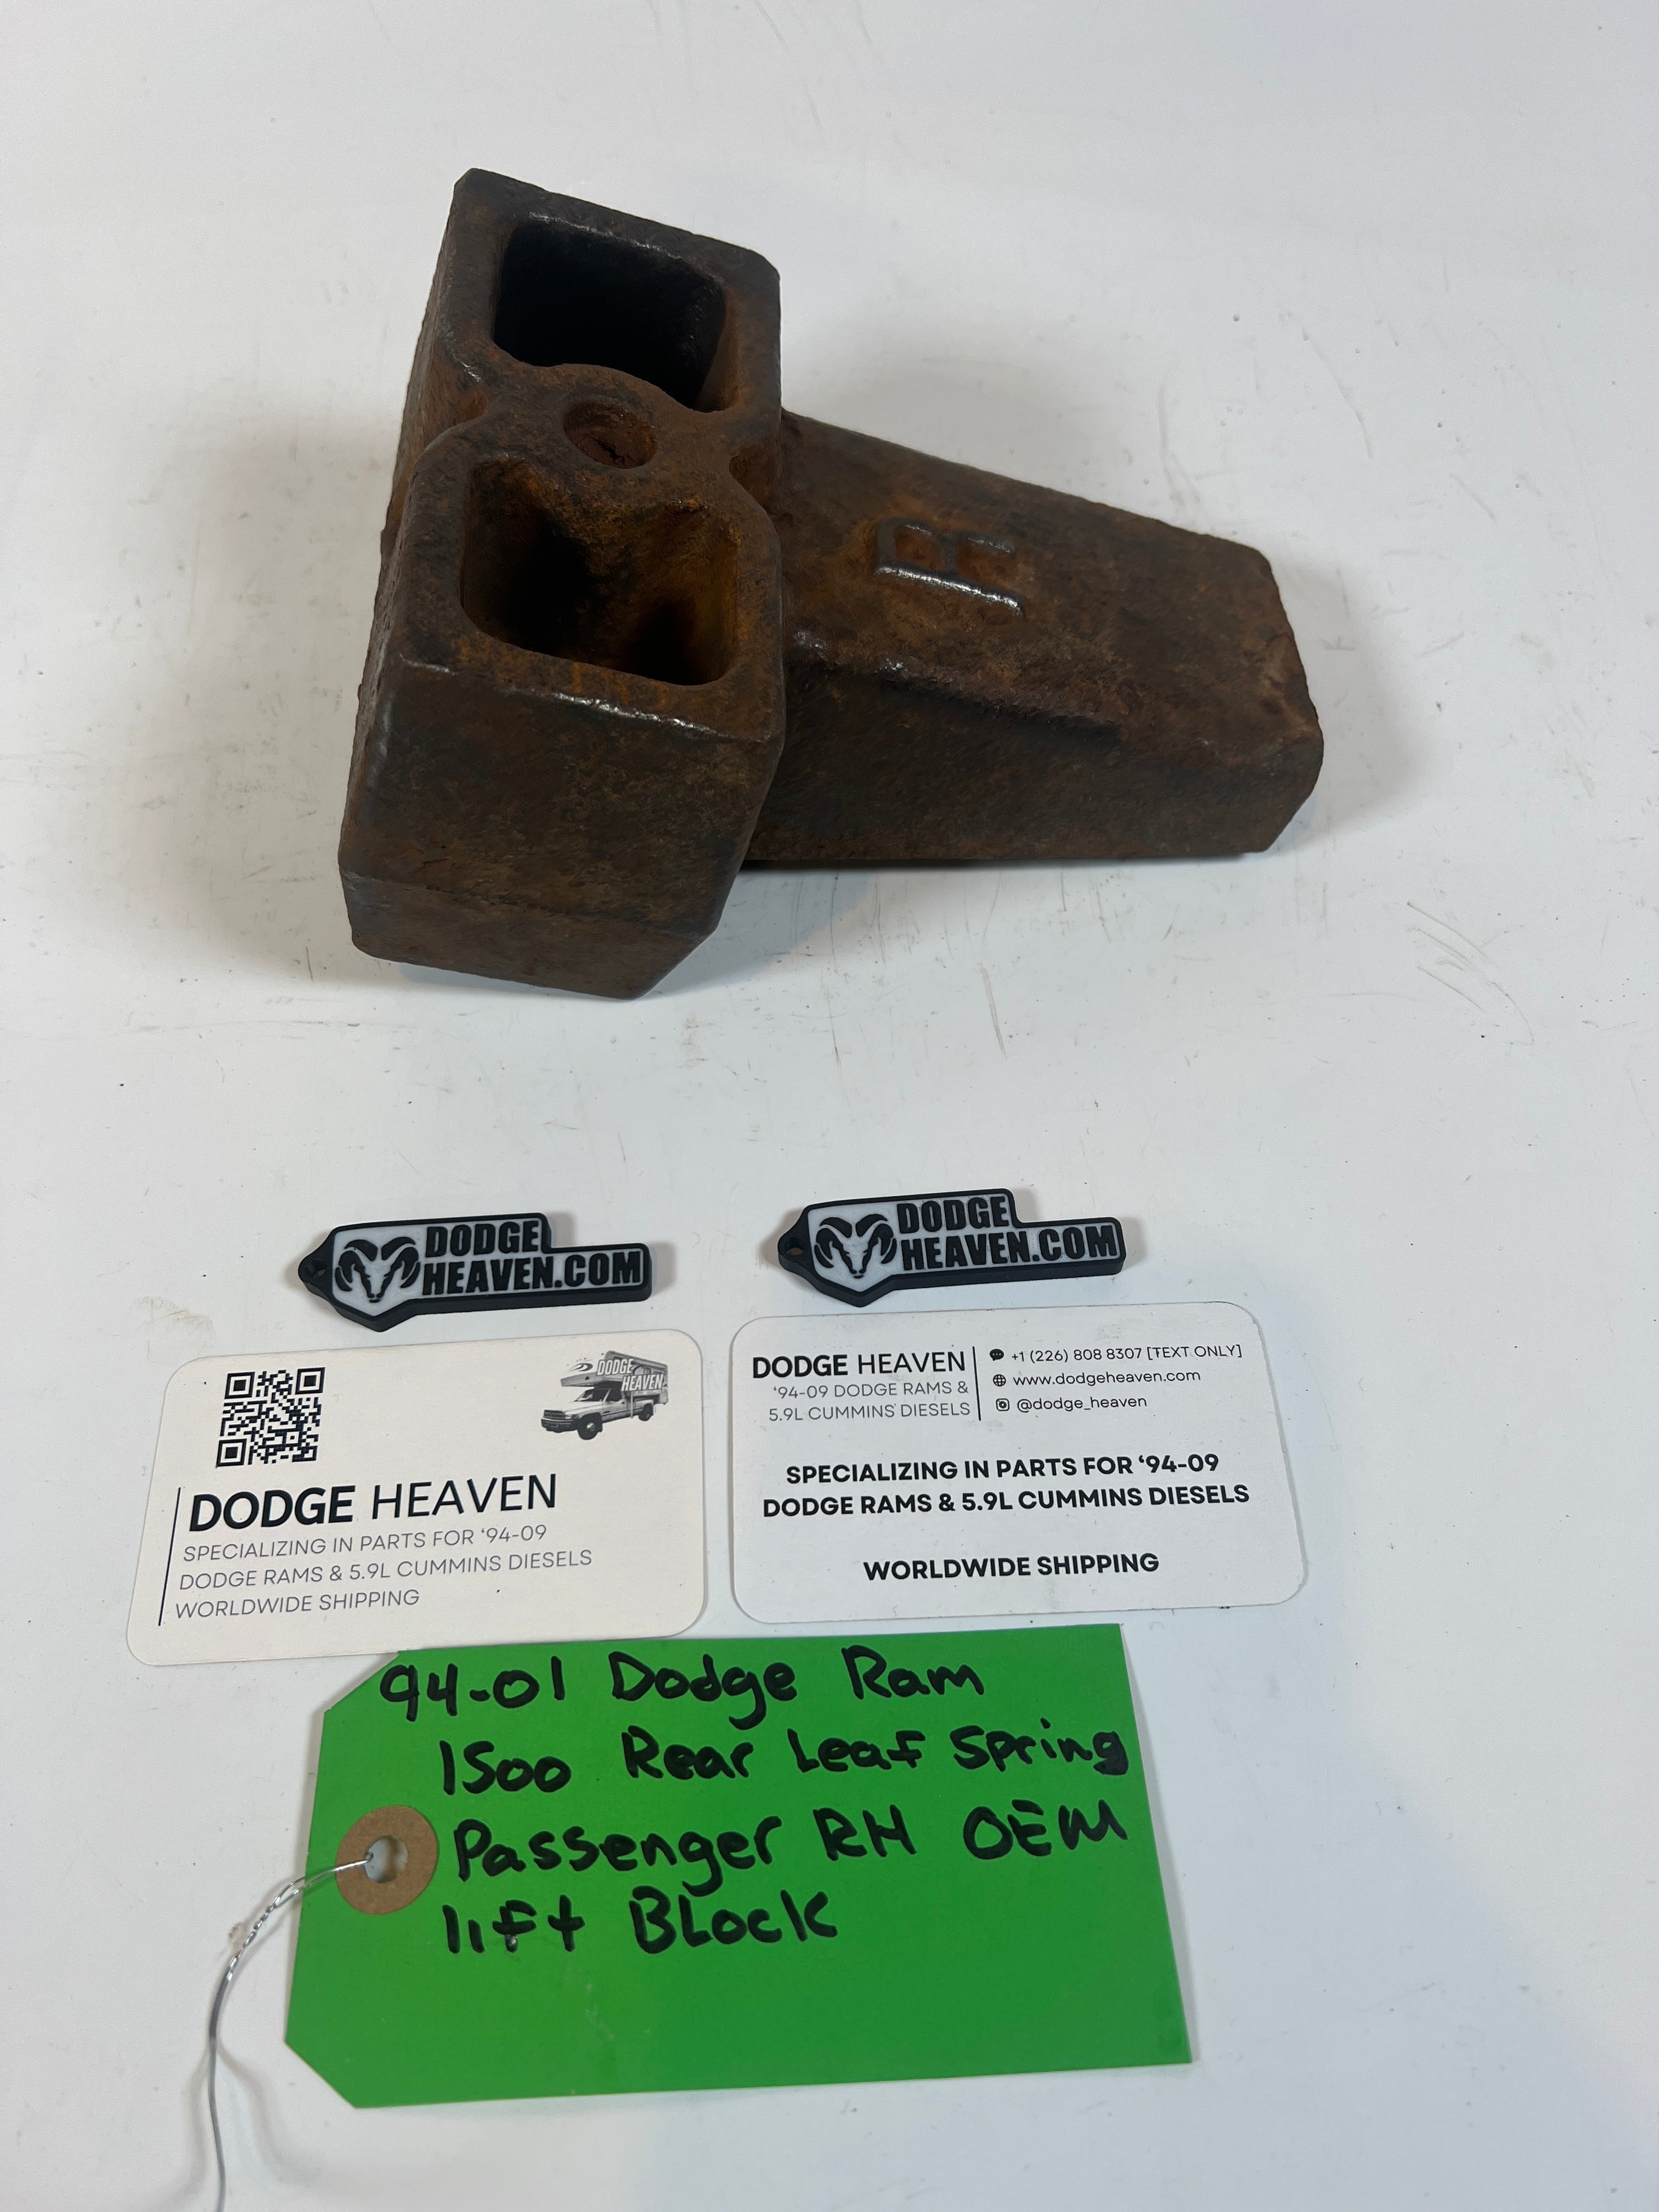 R
DODGE
HEAVEN.COM
DODGE
HEAVEN.COM
DODGE
HEAVEN
DODGE HEAVEN
SPECIALIZING IN PARTS FOR ‘94-09
DODGE RAMS & 5.9L CUMMINS DIESELS
WORLDWIDE SHIPPING
DODGE HEAVEN
‘94-09 DODGE RAMS &
5.9L CUMMINS DIESELS
+1 (226) 808 8307 [TEXT ONLY]
www.dodgeheaven.com
@dodge_heaven
SPECIALIZING IN PARTS FOR ‘94-09
DODGE RAMS & 5.9L CUMMINS DIESELS
WORLDWIDE SHIPPING
94-01 Dodge Ram
1500 Rear Leaf Spring
Passenger RH OEM
lift BLock